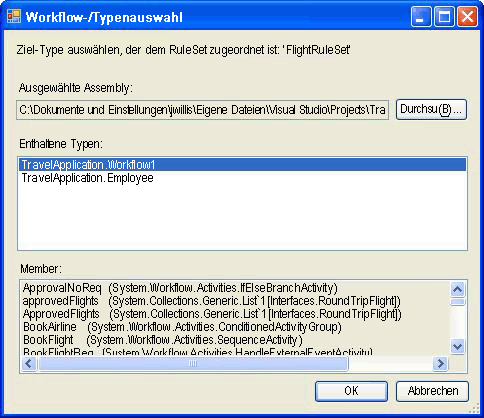 Workflow-/Typenauswahl
Ziel-Type auswählen, der dem RuleSet zugeordnet ist: 'FlightRuleSet'
Ausgewählte Assembly:
C:\Dokumente und Einstellungen\jwillis\Eigene Dateien\Visual Studio\Projects\Tra
Durchsu(B)...
Enthaltene Typen:
TravelApplication.Workflow1
TravelApplication.Employee
Member:
ApprovalNoReq (System.Workflow.Activities.IfElseBranchActivity)
approvedFlights (System.Collections.Generic.List`1[Interfaces.RoundTripFlight])
ApprovedFlights (System.Collections.Generic.List`1[Interfaces.RoundTripFlight])
BookAirline (System.Workflow.Activities.ConditionedActivityGroup)
BookFlight (System.Workflow.Activities.SequenceActivity)
BookFlightReq (System.Workflow.Activities.HandleExternalEventActivity)
OK
Abbrechen